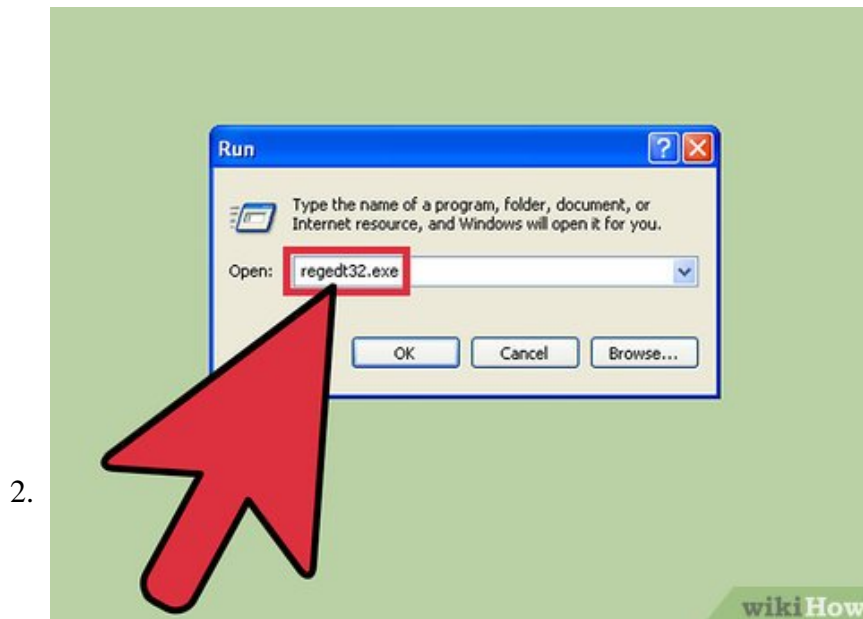 Run
Type the name of a program, folder, document, or
Internet resource, and Windows will open it for you.
Open: regedt32.exe
OK Cancel Browse...
2.
wikiHow